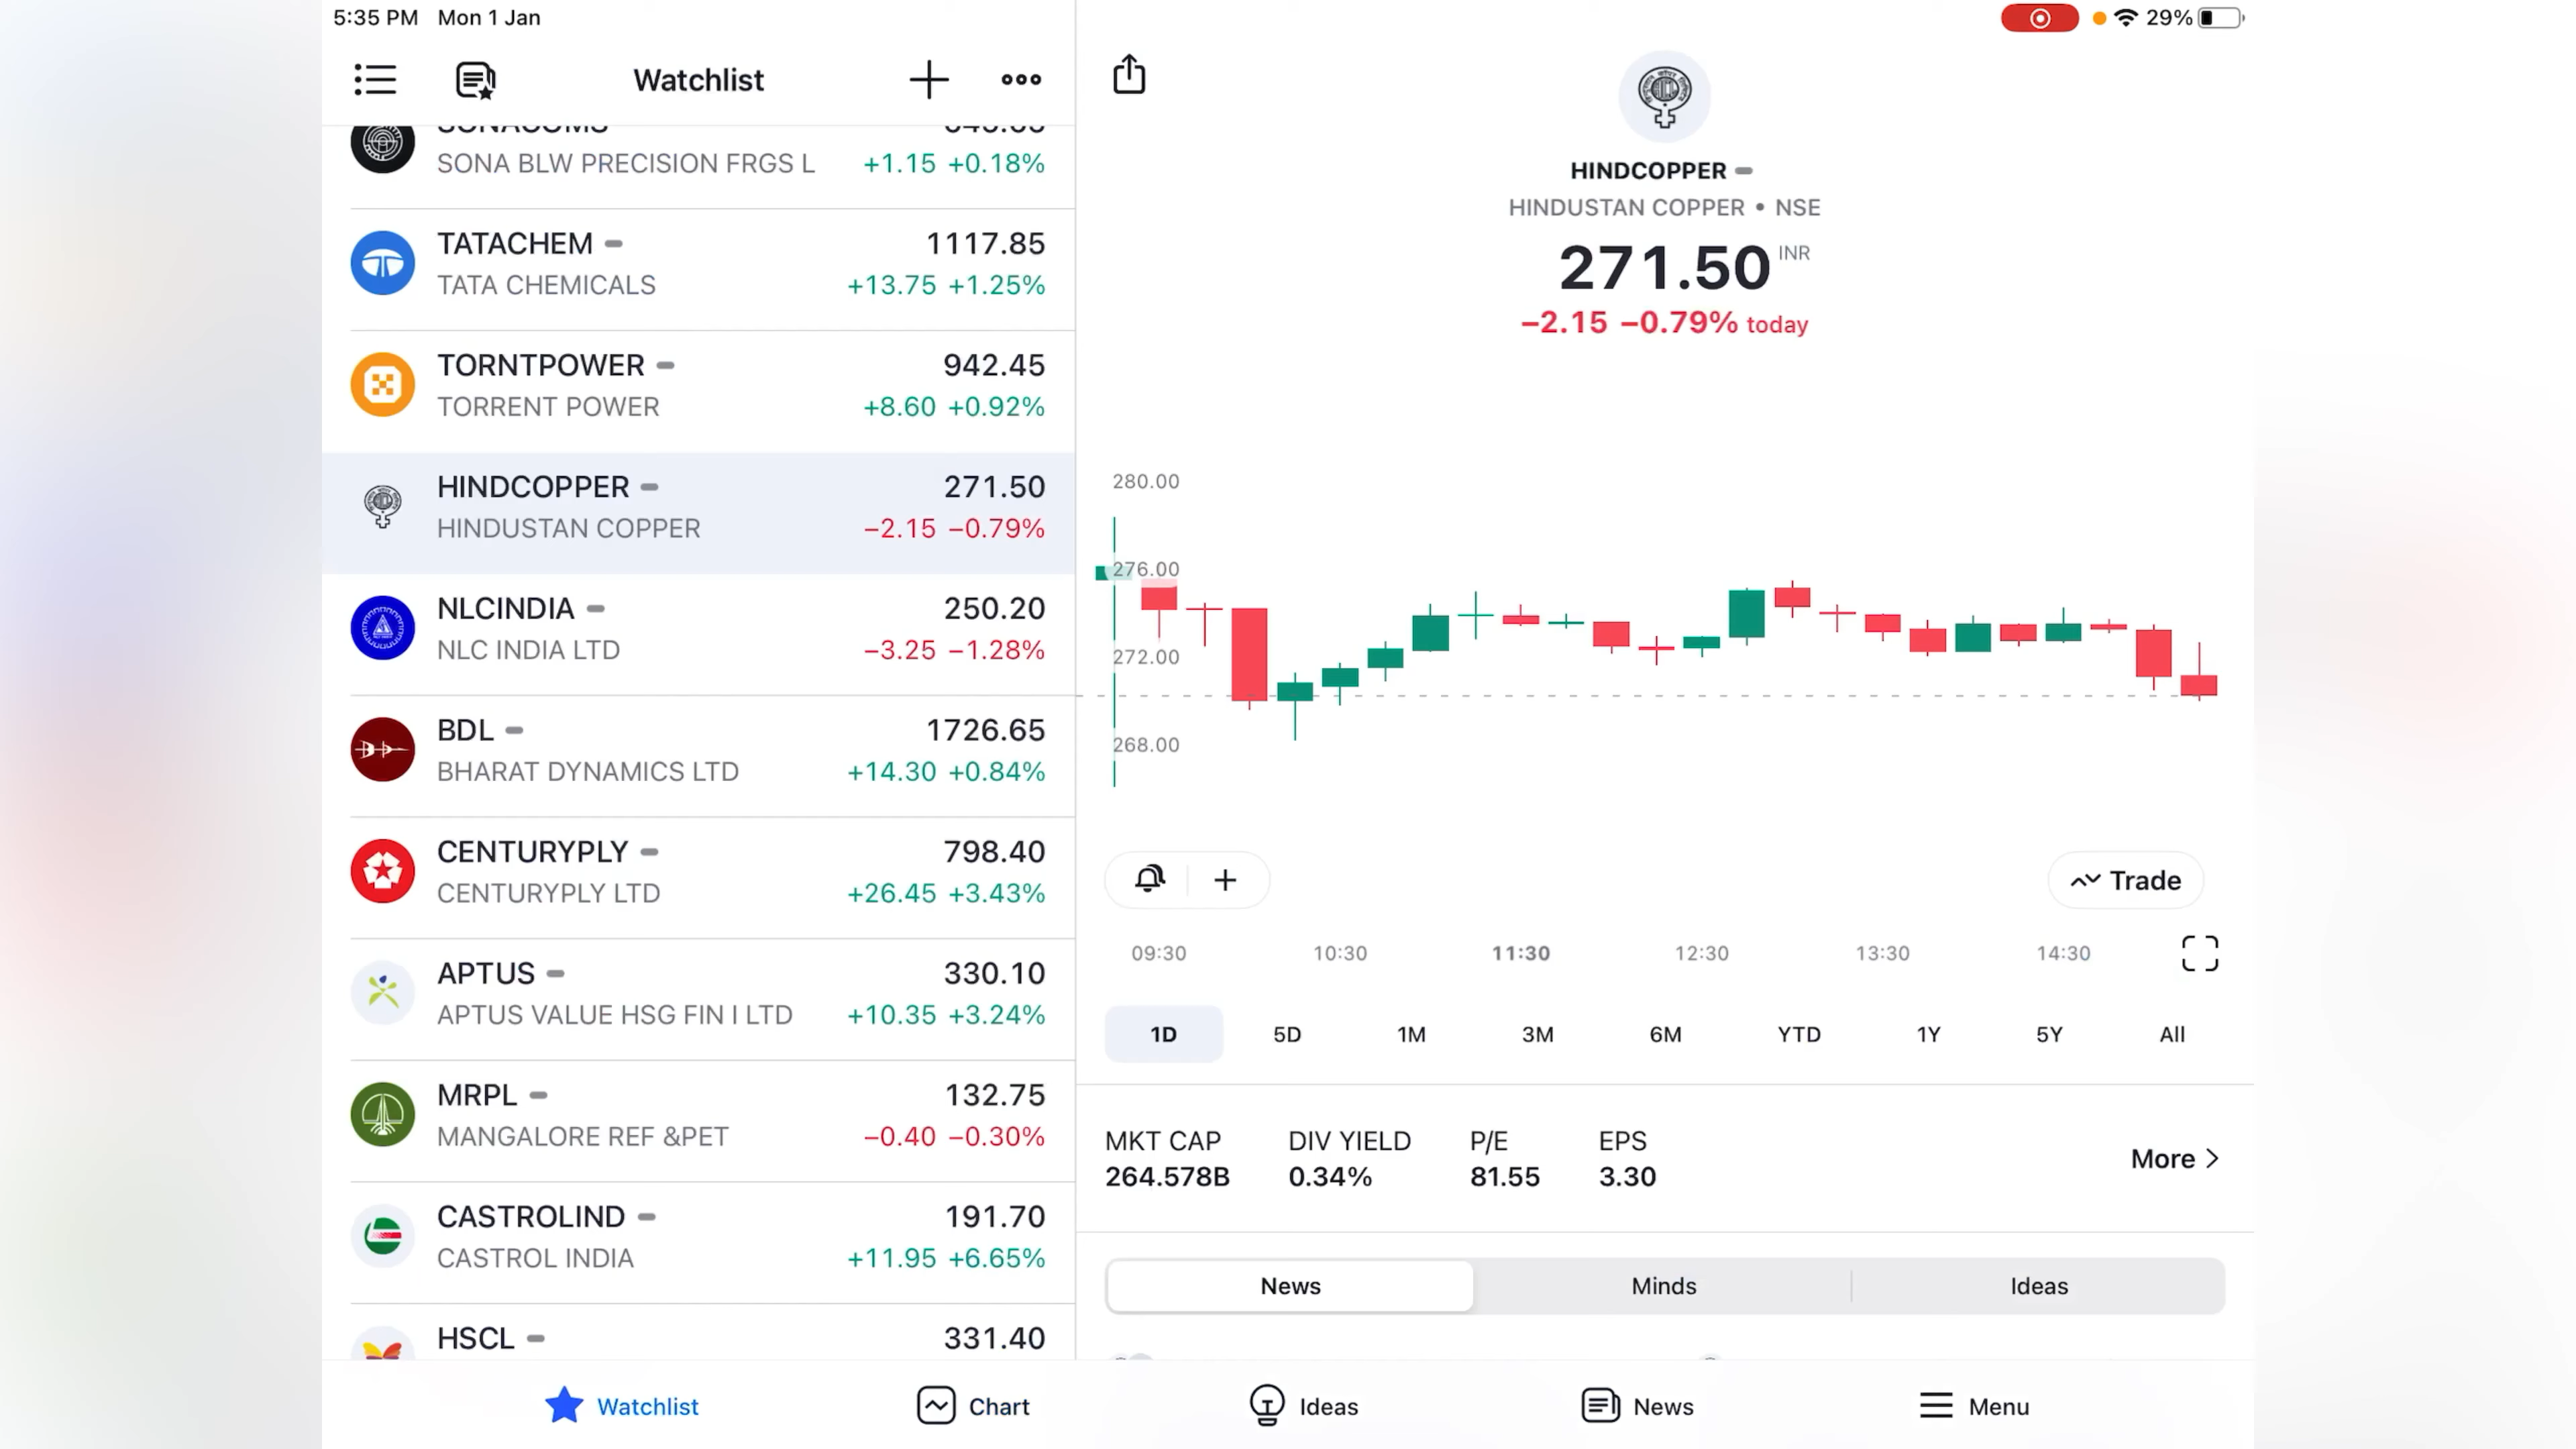 5:35 PM Mon 1 Jan
29%
Watchlist
SONACOMS
SONA BLW PRECISION FRGS L +1.15 +0.18%
TATACHEM 1117.85
TATA CHEMICALS +13.75 +1.25%
TORNTPOWER 942.45
TORRENT POWER +8.60 +0.92%
HINDCOPPER 271.50
HINDUSTAN COPPER −2.15 −0.79%
NLCINDIA 250.20
NLC INDIA LTD −3.25 −1.28%
BDL 1726.65
BHARAT DYNAMICS LTD +14.30 +0.84%
CENTURYPLY 798.40
CENTURYPLY LTD +26.45 +3.43%
APTUS 330.10
APTUS VALUE HSG FIN I LTD +10.35 +3.24%
MRPL 132.75
MANGALORE REF &PET −0.40 −0.30%
CASTROLIND 191.70
CASTROL INDIA +11.95 +6.65%
HSCL 331.40
HINDCOPPER
HINDUSTAN COPPER • NSE
271.50 INR
−2.15 −0.79% today
280.00
276.00
272.00
268.00
Trade
09:30 10:30 11:30 12:30 13:30 14:30
1D 5D 1M 3M 6M YTD 1Y 5Y All
MKT CAP DIV YIELD P/E EPS
264.578B 0.34% 81.55 3.30
More
News Minds Ideas
Watchlist Chart Ideas News Menu